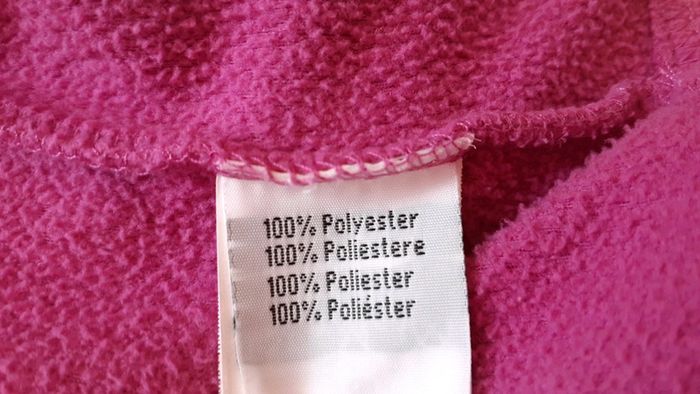 100% Polyester
100% Poliestere
100% Poliester
100% Poliéster